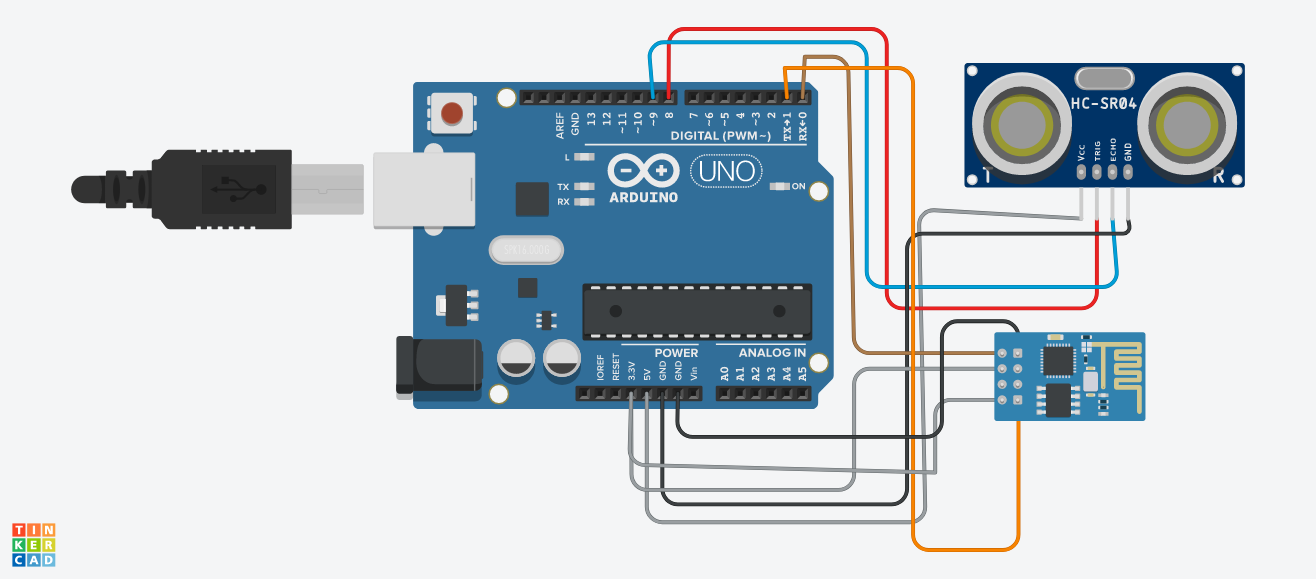 HC-SR04
Vcc
TRIG
ECHO
GND
T
R
AREF
GND
13
12
~11
~10
~9
8
7
~6
~5
4
~3
2
TX→1
RX←0
DIGITAL (PWM~)
L
TX
RX
ARDUINO
UNO
ON
IOREF
RESET
3.3V
5V
GND
GND
Vin
POWER
ANALOG IN
A0
A1
A2
A3
A4
A5
TIN
KER
CAD